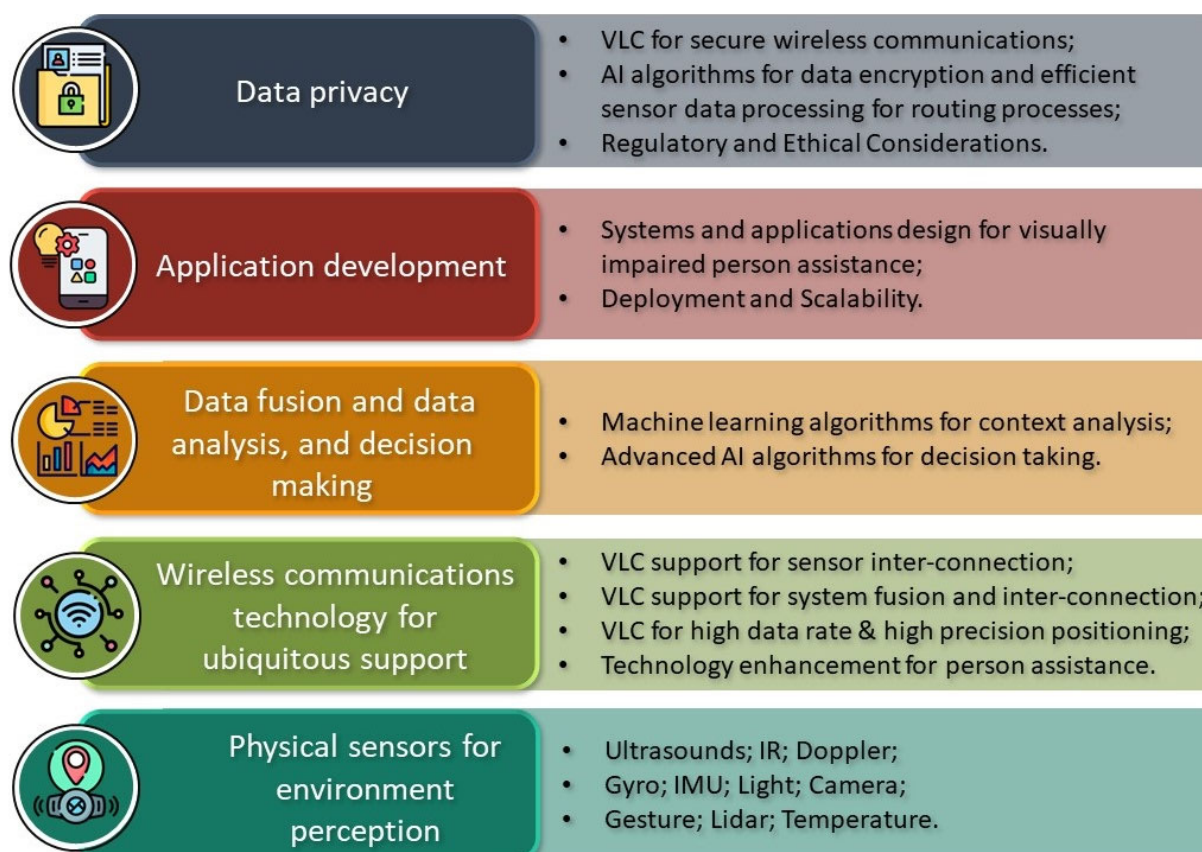 Data privacy
• VLC for secure wireless communications;
• AI algorithms for data encryption and efficient
sensor data processing for routing processes;
• Regulatory and Ethical Considerations.
Application development
• Systems and applications design for visually
impaired person assistance;
• Deployment and Scalability.
Data fusion and data
analysis, and decision
making
• Machine learning algorithms for context analysis;
• Advanced AI algorithms for decision taking.
Wireless communications
technology for
ubiquitous support
• VLC support for sensor inter-connection;
• VLC support for system fusion and inter-connection;
• VLC for high data rate & high precision positioning;
• Technology enhancement for person assistance.
Physical sensors for
environment
perception
• Ultrasounds; IR; Doppler;
• Gyro; IMU; Light; Camera;
• Gesture; Lidar; Temperature.